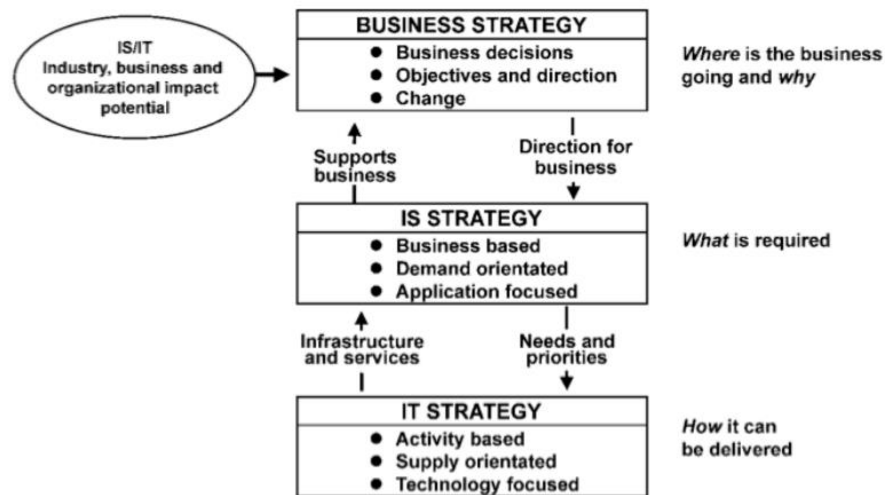 IS/IT
Industry, business and
organizational impact
potential
BUSINESS STRATEGY
● Business decisions
● Objectives and direction
● Change
Where is the business
going and why
Supports
business
Direction for
business
IS STRATEGY
● Business based
● Demand orientated
● Application focused
What is required
Infrastructure
and services
Needs and
priorities
IT STRATEGY
● Activity based
● Supply orientated
● Technology focused
How it can
be delivered